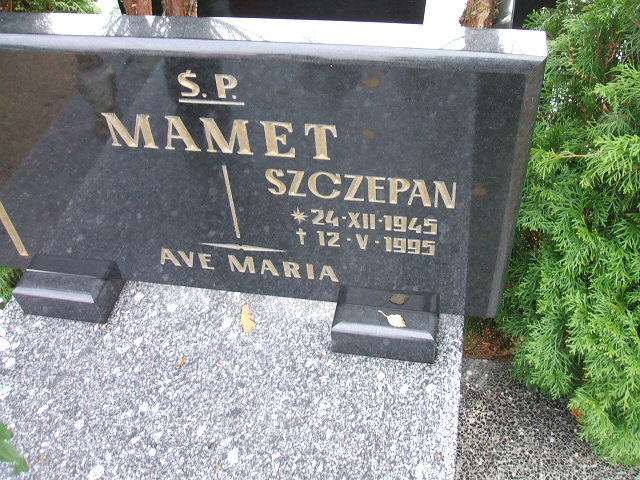 Ś. P.
MAMET
SZCZEPAN
* 24 · XII · 1945
† 12 · V · 1995
AVE MARIA